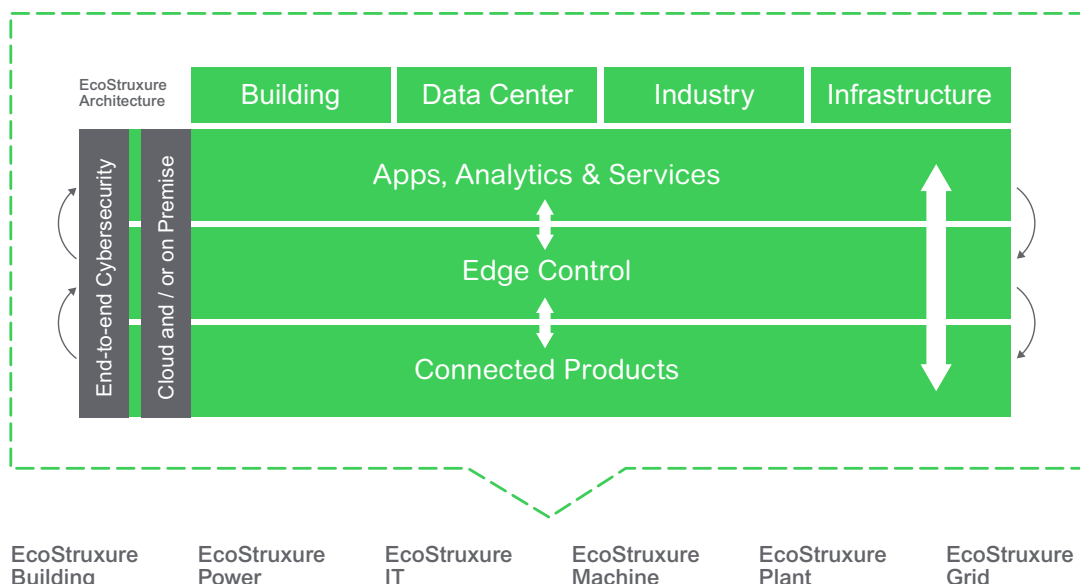 EcoStruxure
Architecture
Building
Data Center
Industry
Infrastructure
End-to-end Cybersecurity
Cloud and / or on Premise
Apps, Analytics & Services
Edge Control
Connected Products
EcoStruxure
Building
EcoStruxure
Power
EcoStruxure
IT
EcoStruxure
Machine
EcoStruxure
Plant
EcoStruxure
Grid